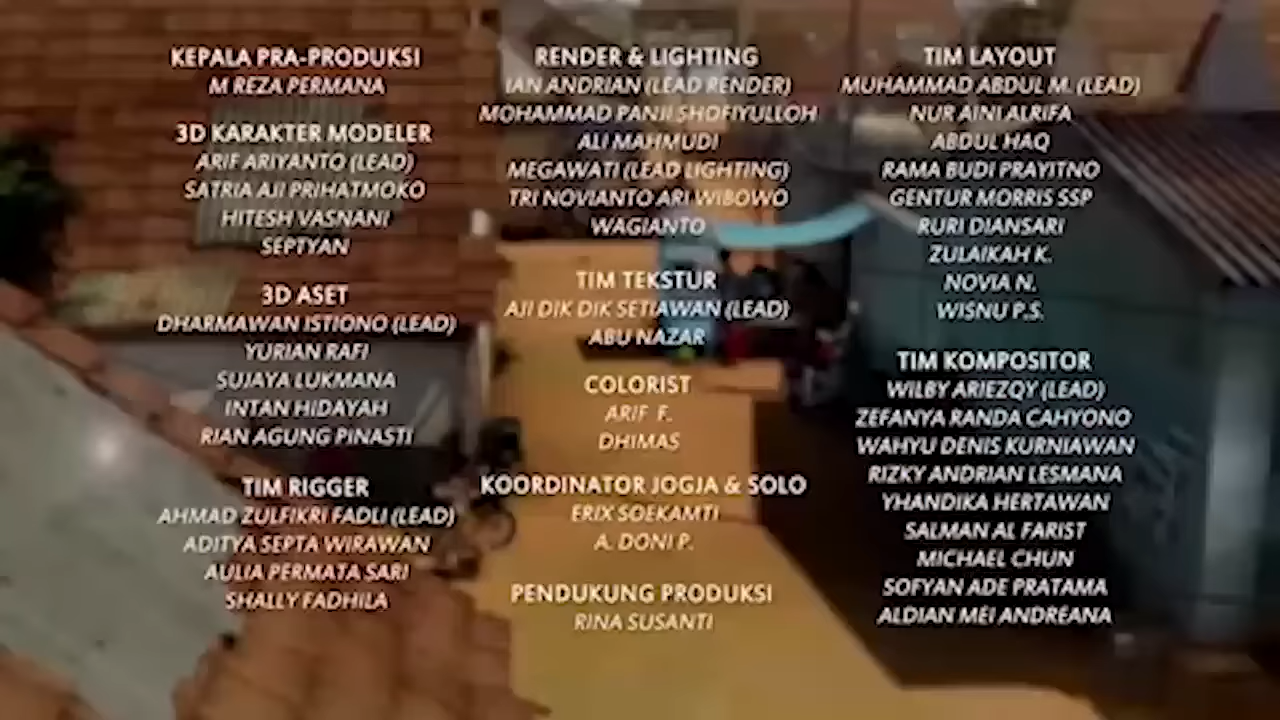 KEPALA PRA-PRODUKSI
M REZA PERMANA
3D KARAKTER MODELER
ARIF ARIYANTO (LEAD)
SATRIA AJI PRIHATMOKO
HITESH VASNANI
SEPTYAN
3D ASET
DHARMAWAN ISTIONO (LEAD)
YURIAN RAFI
SUJAYA LUKMANA
INTAN HIDAYAH
RIAN AGUNG PINASTI
TIM RIGGER
AHMAD ZULFIKRI FADLI (LEAD)
ADITYA SEPTA WIRAWAN
AULIA PERMATA SARI
SHALLY FADHILA
RENDER & LIGHTING
IAN ANDRIAN (LEAD RENDER)
MOHAMMAD PANJI SHOFIYULLOH
ALI MAHMUDI
MEGAWATI (LEAD LIGHTING)
TRI NOVIANTO ARI WIBOWO
WAGIANTO
TIM TEKSTUR
AJI DIK DIK SETIAWAN (LEAD)
ABU NAZAR
COLORIST
ARIF F.
DHIMAS
KOORDINATOR JOGJA & SOLO
ERIX SOEKAMTI
A. DONI P.
PENDUKUNG PRODUKSI
RINA SUSANTI
TIM LAYOUT
MUHAMMAD ABDUL M. (LEAD)
NUR AINI ALRIFA
ABDUL HAQ
RAMA BUDI PRAYITNO
GENTUR MORRIS SSP
RURI DIANSARI
ZULAIKAH K.
NOVIA N.
WISNU P.S.
TIM KOMPOSITOR
WILBY ARIEZQY (LEAD)
ZEFANYA RANDA CAHYONO
WAHYU DENIS KURNIAWAN
RIZKY ANDRIAN LESMANA
YHANDIKA HERTAWAN
SALMAN AL FARIST
MICHAEL CHUN
SOFYAN ADE PRATAMA
ALDIAN MEI ANDREANA